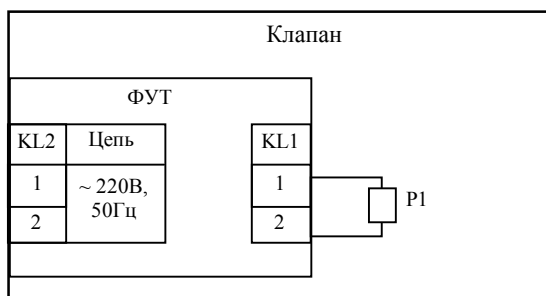 Клапан
ФУТ
KL2 Цепь KL1
1 ~ 220В, 1
50Гц P1
2 2